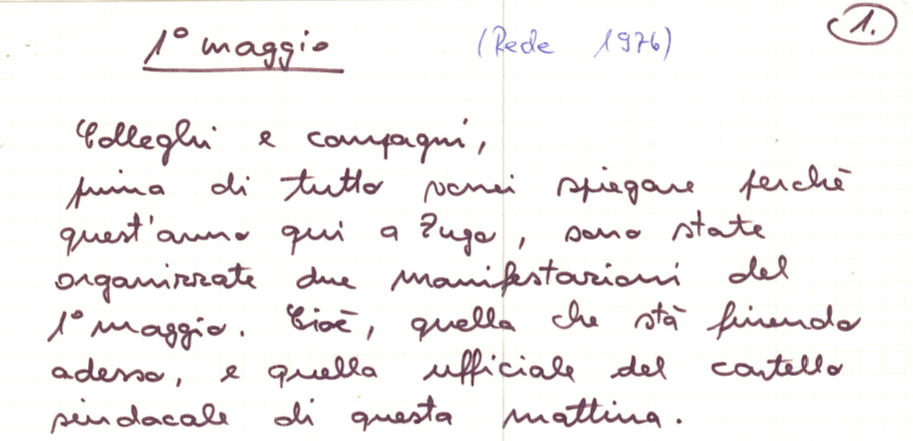 1° maggio (Rede 1976) 1.
Colleghi e compagni,
prima di tutto vorrei spiegare perchè
quest'anno qui a Zugo, sono state
organizzate due manifestazioni del
1° maggio. Cioè, quella che stà finendo
adesso, e quella ufficiale del cartello
sindacale di questa mattina.